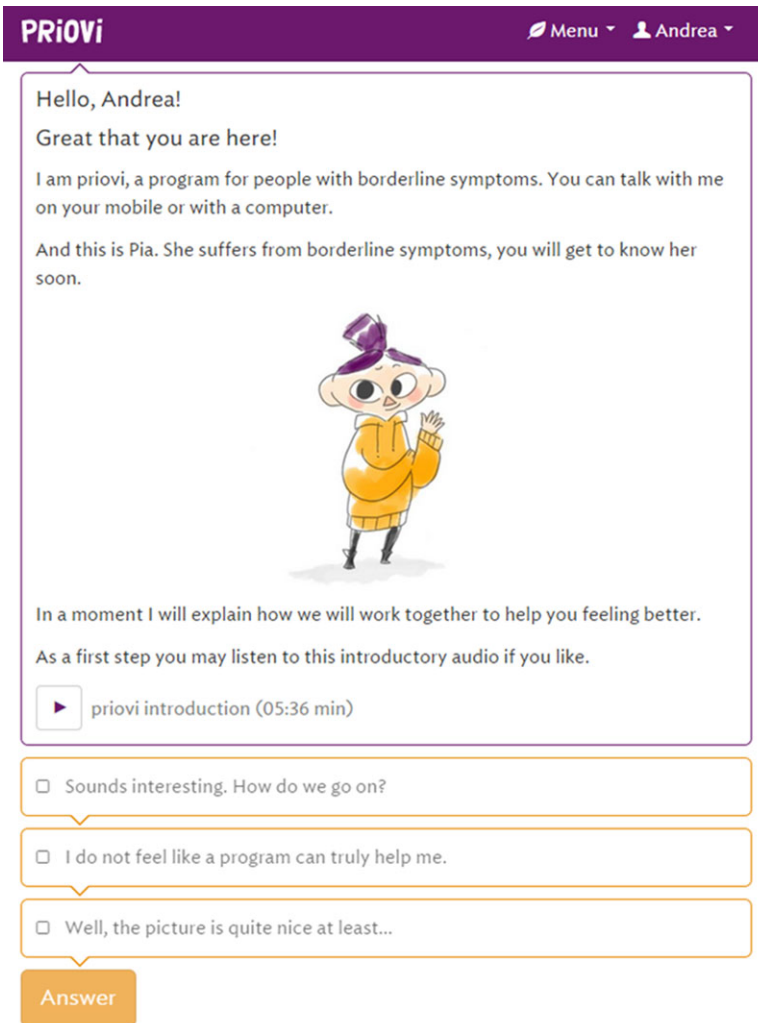 PRiOVi
Menu
Andrea
Hello, Andrea!
Great that you are here!
I am priovi, a program for people with borderline symptoms. You can talk with me
on your mobile or with a computer.
And this is Pia. She suffers from borderline symptoms, you will get to know her
soon.
In a moment I will explain how we will work together to help you feeling better.
As a first step you may listen to this introductory audio if you like.
priovi introduction (05:36 min)
Sounds interesting. How do we go on?
I do not feel like a program can truly help me.
Well, the picture is quite nice at least...
Answer